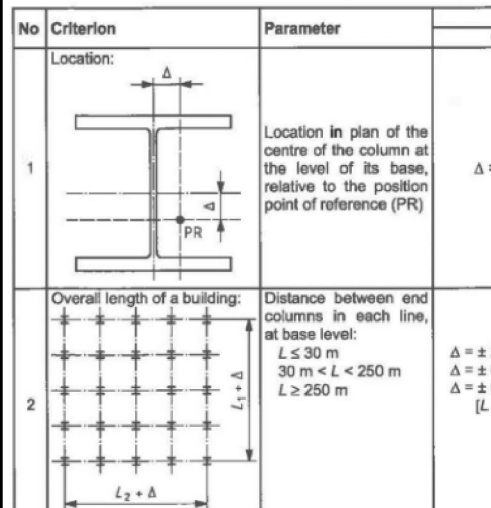 No Criterion Parameter
Location:
Δ
1
Δ
PR
Location in plan of the
centre of the column at
the level of its base,
relative to the position
point of reference (PR)
Δ =
Overall length of a building:
2
L₁ + Δ
L₂ + Δ
Distance between end
columns in each line,
at base level:
L ≤ 30 m
30 m < L < 250 m
L ≥ 250 m
Δ = ±
Δ = ±
Δ = ±
[L